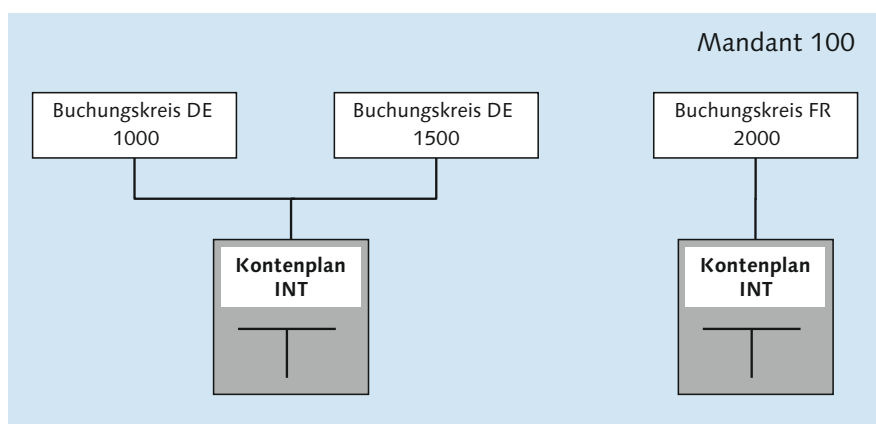 Mandant 100
Buchungskreis DE
1000
Buchungskreis DE
1500
Buchungskreis FR
2000
Kontenplan
INT
Kontenplan
INT